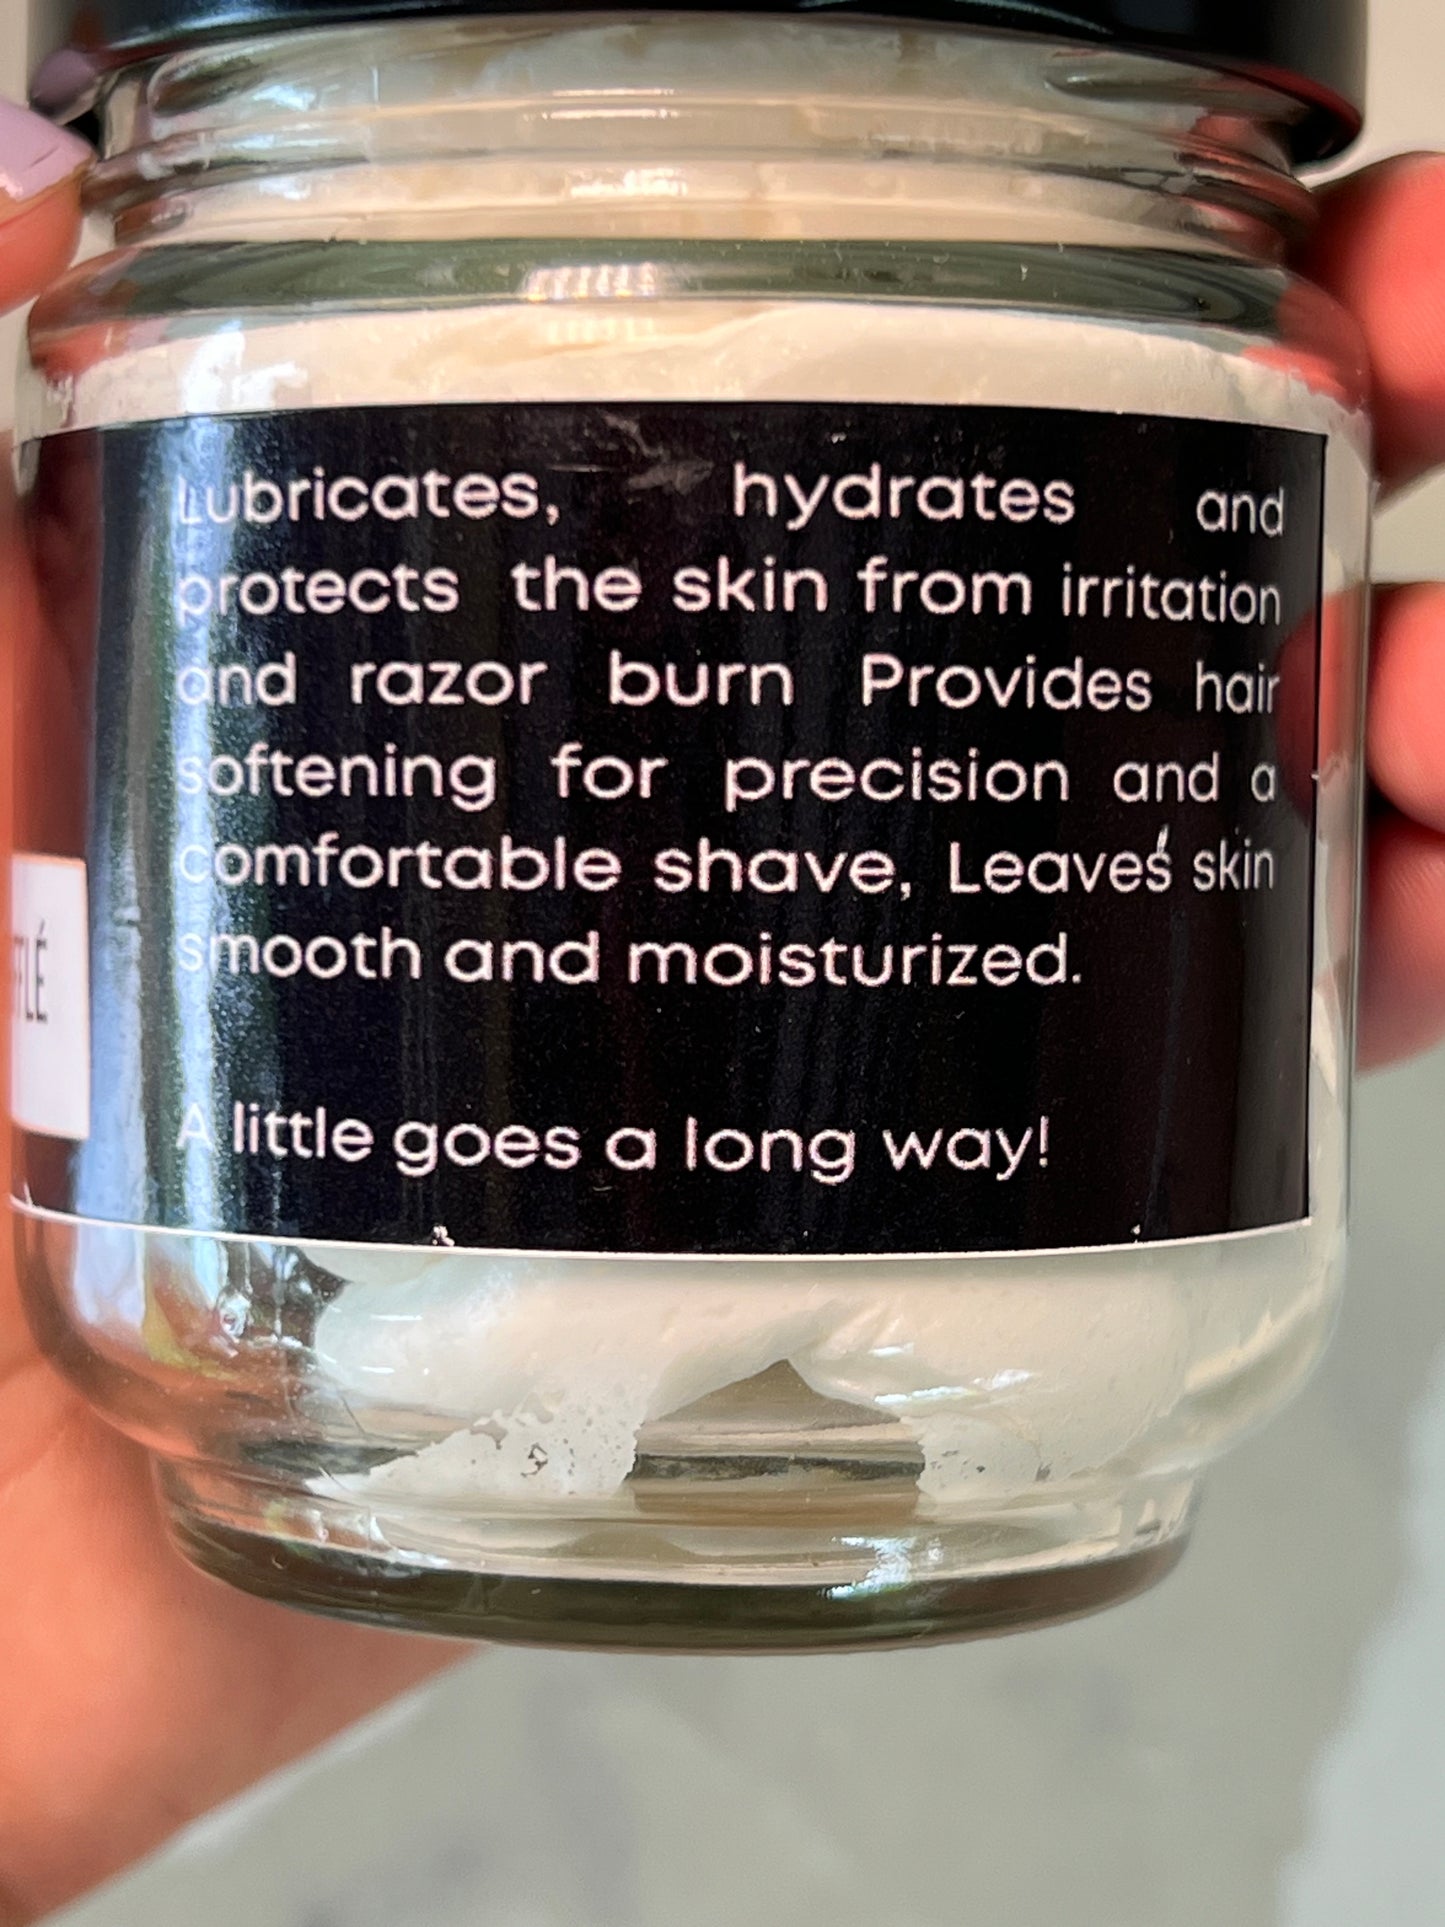 Lubricates, hydrates and
protects the skin from irritation
and razor burn Provides hair
softening for precision and a
comfortable shave, Leaves skin
smooth and moisturized.
A little goes a long way!